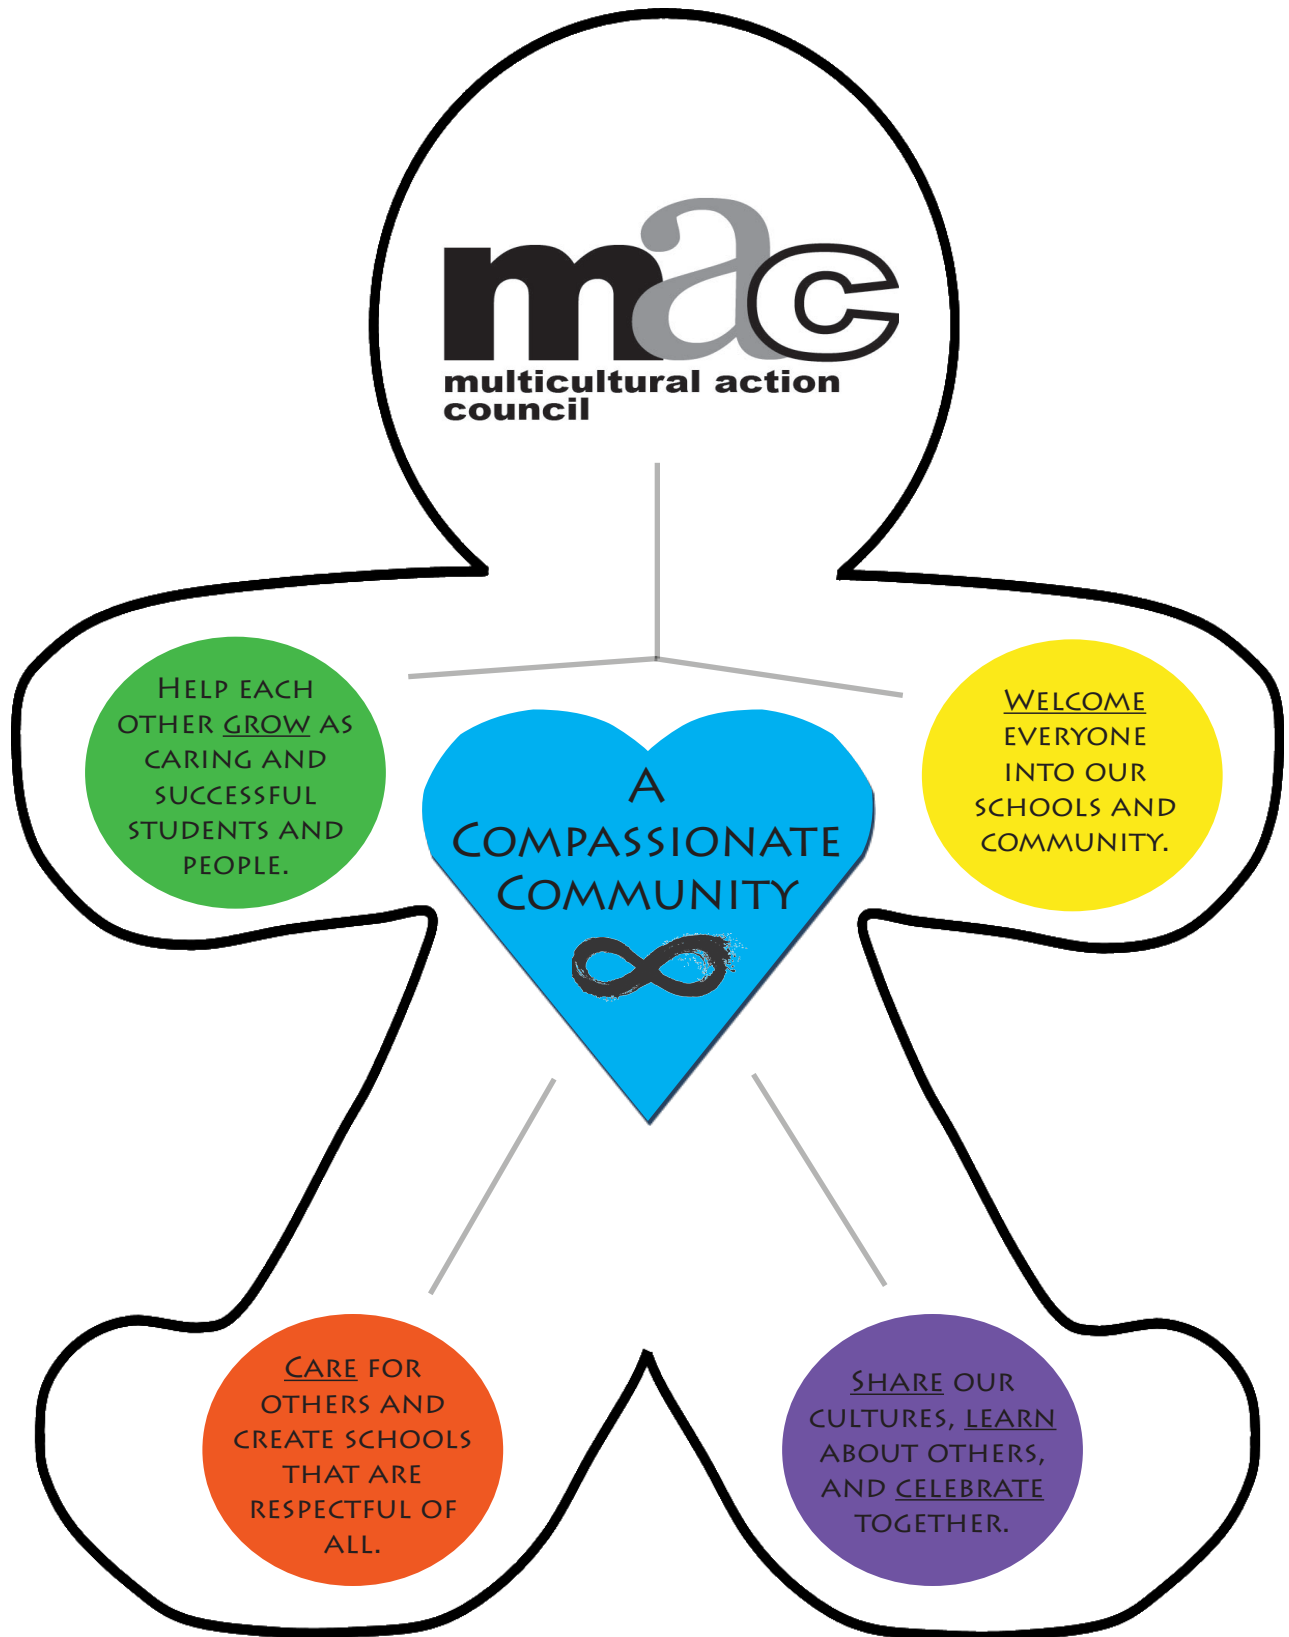 mac
multicultural action
council
Help each
other grow as
caring and
successful
students and
people.
Welcome
everyone
into our
schools and
community.
A
Compassionate
Community
Care for
others and
create schools
that are
respectful of
all.
Share our
cultures, learn
about others,
and celebrate
together.